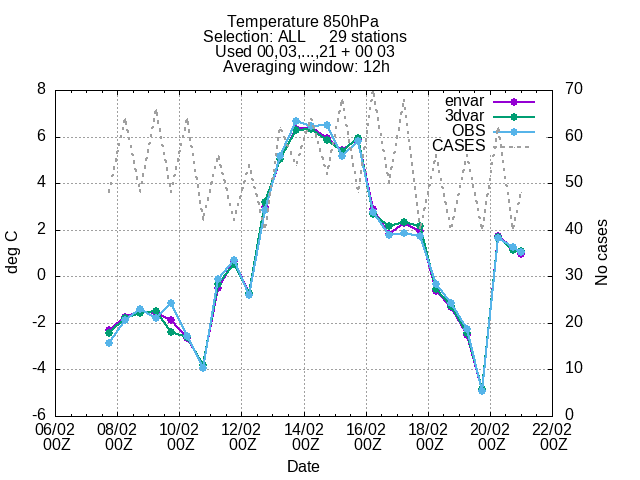 Temperature 850hPa
Selection: ALL     29 stations
Used 00,03,...,21 + 00 03
Averaging window: 12h
envar
3dvar
OBS
CASES
8
6
4
2
0
-2
-4
-6
deg C
70
60
50
40
30
20
10
0
No cases
06/02 08/02 10/02 12/02 14/02 16/02 18/02 20/02 22/02
00Z 00Z 00Z 00Z 00Z 00Z 00Z 00Z 00Z
Date